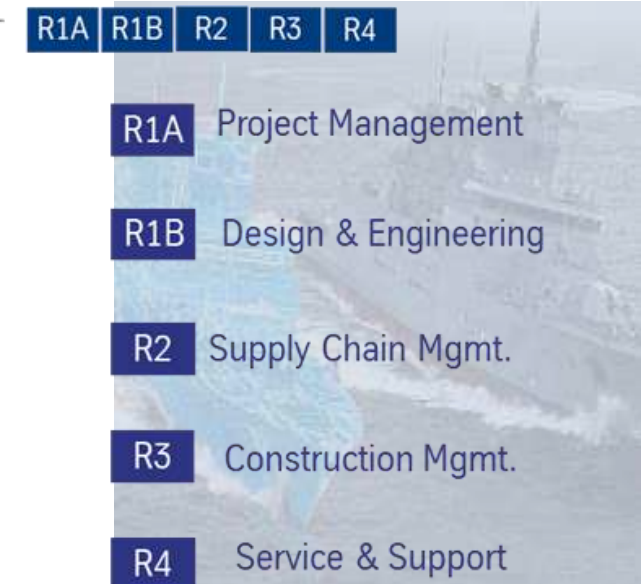 R1A R1B R2 R3 R4
R1A Project Management
R1B Design & Engineering
R2 Supply Chain Mgmt.
R3 Construction Mgmt.
R4 Service & Support